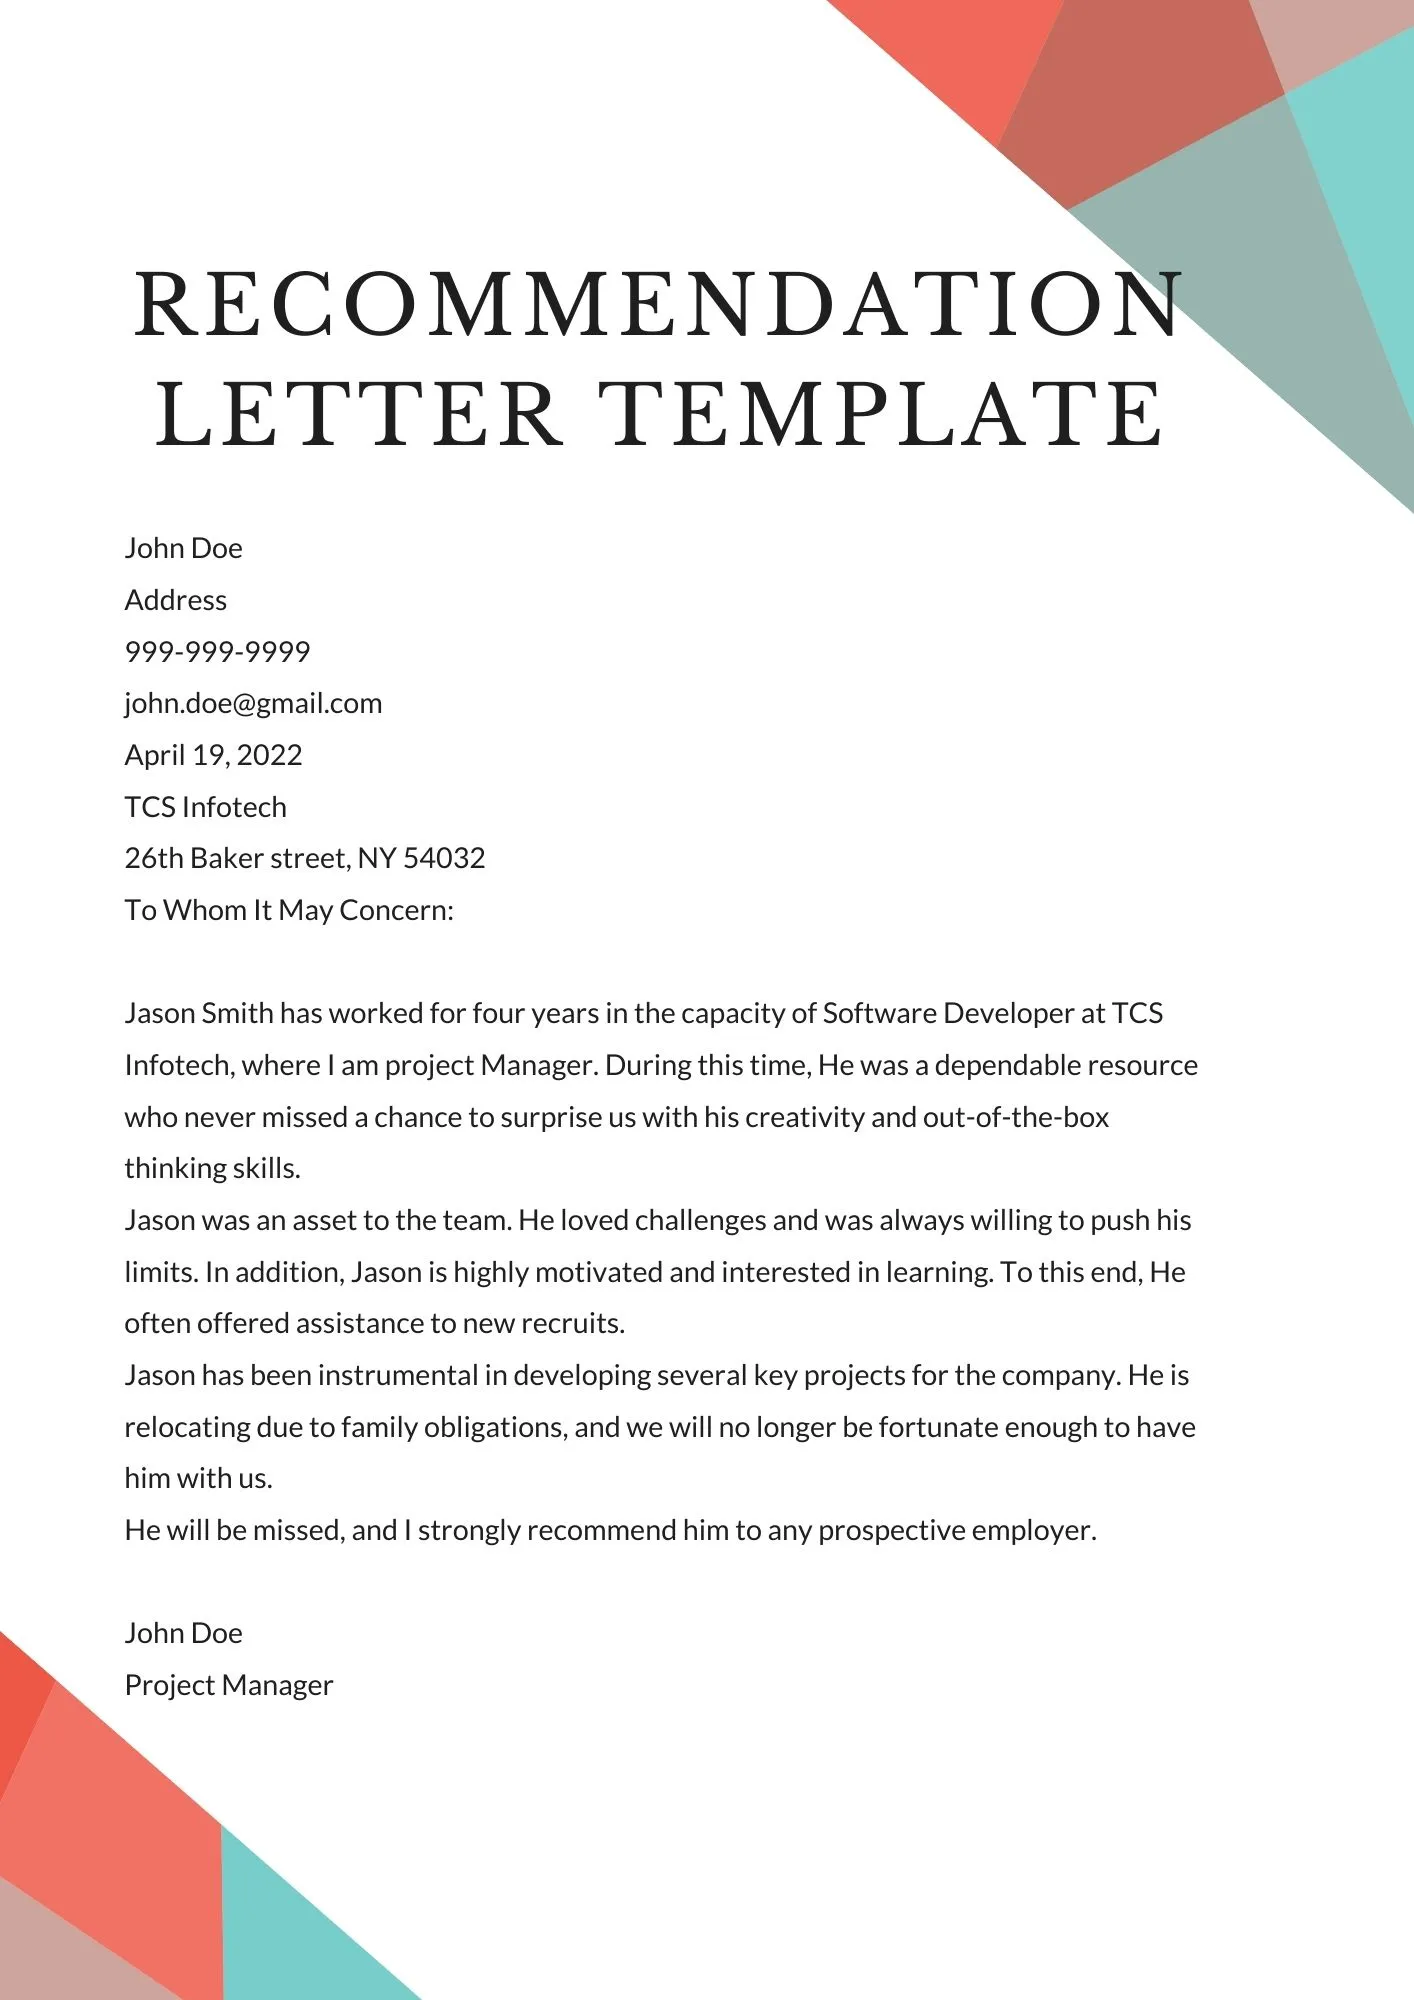 RECOMMENDATION
LETTER TEMPLATE
John Doe
Address
999-999-9999
john.doe@gmail.com
April 19, 2022
TCS Infotech
26th Baker street, NY 54032
To Whom It May Concern:
Jason Smith has worked for four years in the capacity of Software Developer at TCS
Infotech, where I am project Manager. During this time, He was a dependable resource
who never missed a chance to surprise us with his creativity and out-of-the-box
thinking skills.
Jason was an asset to the team. He loved challenges and was always willing to push his
limits. In addition, Jason is highly motivated and interested in learning. To this end, He
often offered assistance to new recruits.
Jason has been instrumental in developing several key projects for the company. He is
relocating due to family obligations, and we will no longer be fortunate enough to have
him with us.
He will be missed, and I strongly recommend him to any prospective employer.
John Doe
Project Manager